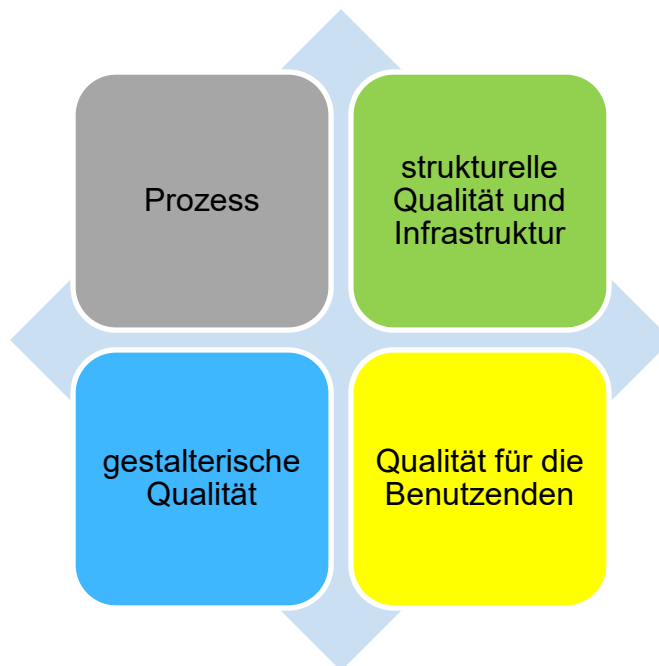 Prozess
strukturelle
Qualität und
Infrastruktur
gestalterische
Qualität
Qualität für die
Benutzenden